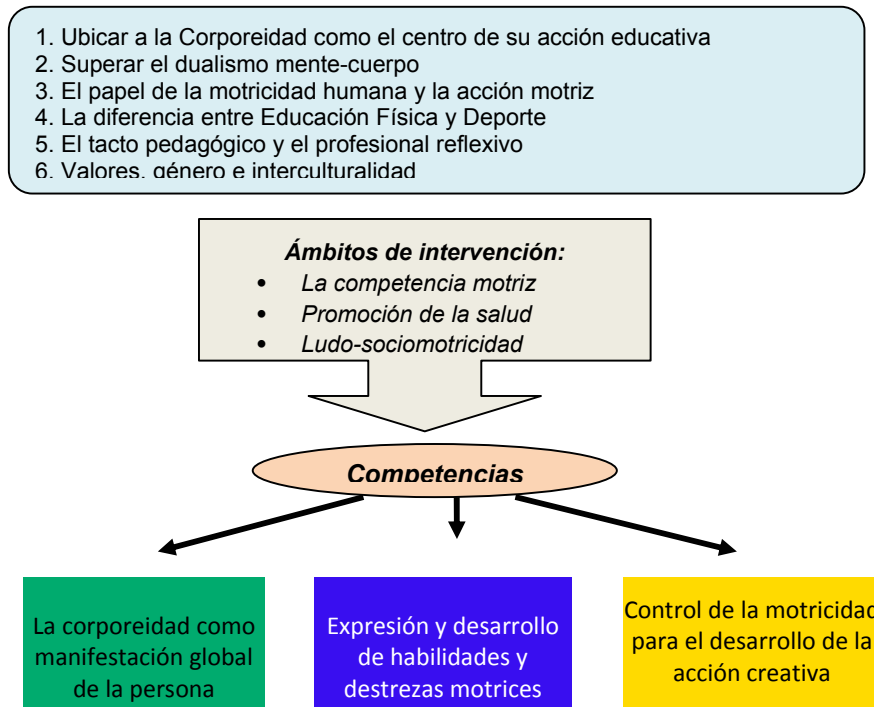 1. Ubicar a la Corporeidad como el centro de su acción educativa
2. Superar el dualismo mente-cuerpo
3. El papel de la motricidad humana y la acción motriz
4. La diferencia entre Educación Física y Deporte
5. El tacto pedagógico y el profesional reflexivo
6. Valores, género e interculturalidad
Ámbitos de intervención:
• La competencia motriz
• Promoción de la salud
• Ludo-sociomotricidad
Competencias
La corporeidad como
manifestación global
de la persona
Expresión y desarrollo
de habilidades y
destrezas motrices
Control de la motricidad
para el desarrollo de la
acción creativa